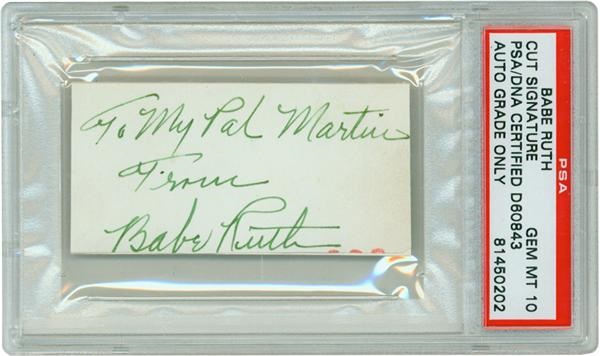 To My Pal Martin
From
Babe Ruth
PSA
BABE RUTH GEM MT 10
CUT SIGNATURE
PSA/DNA CERTIFIED D60843
AUTO GRADE ONLY 81450202